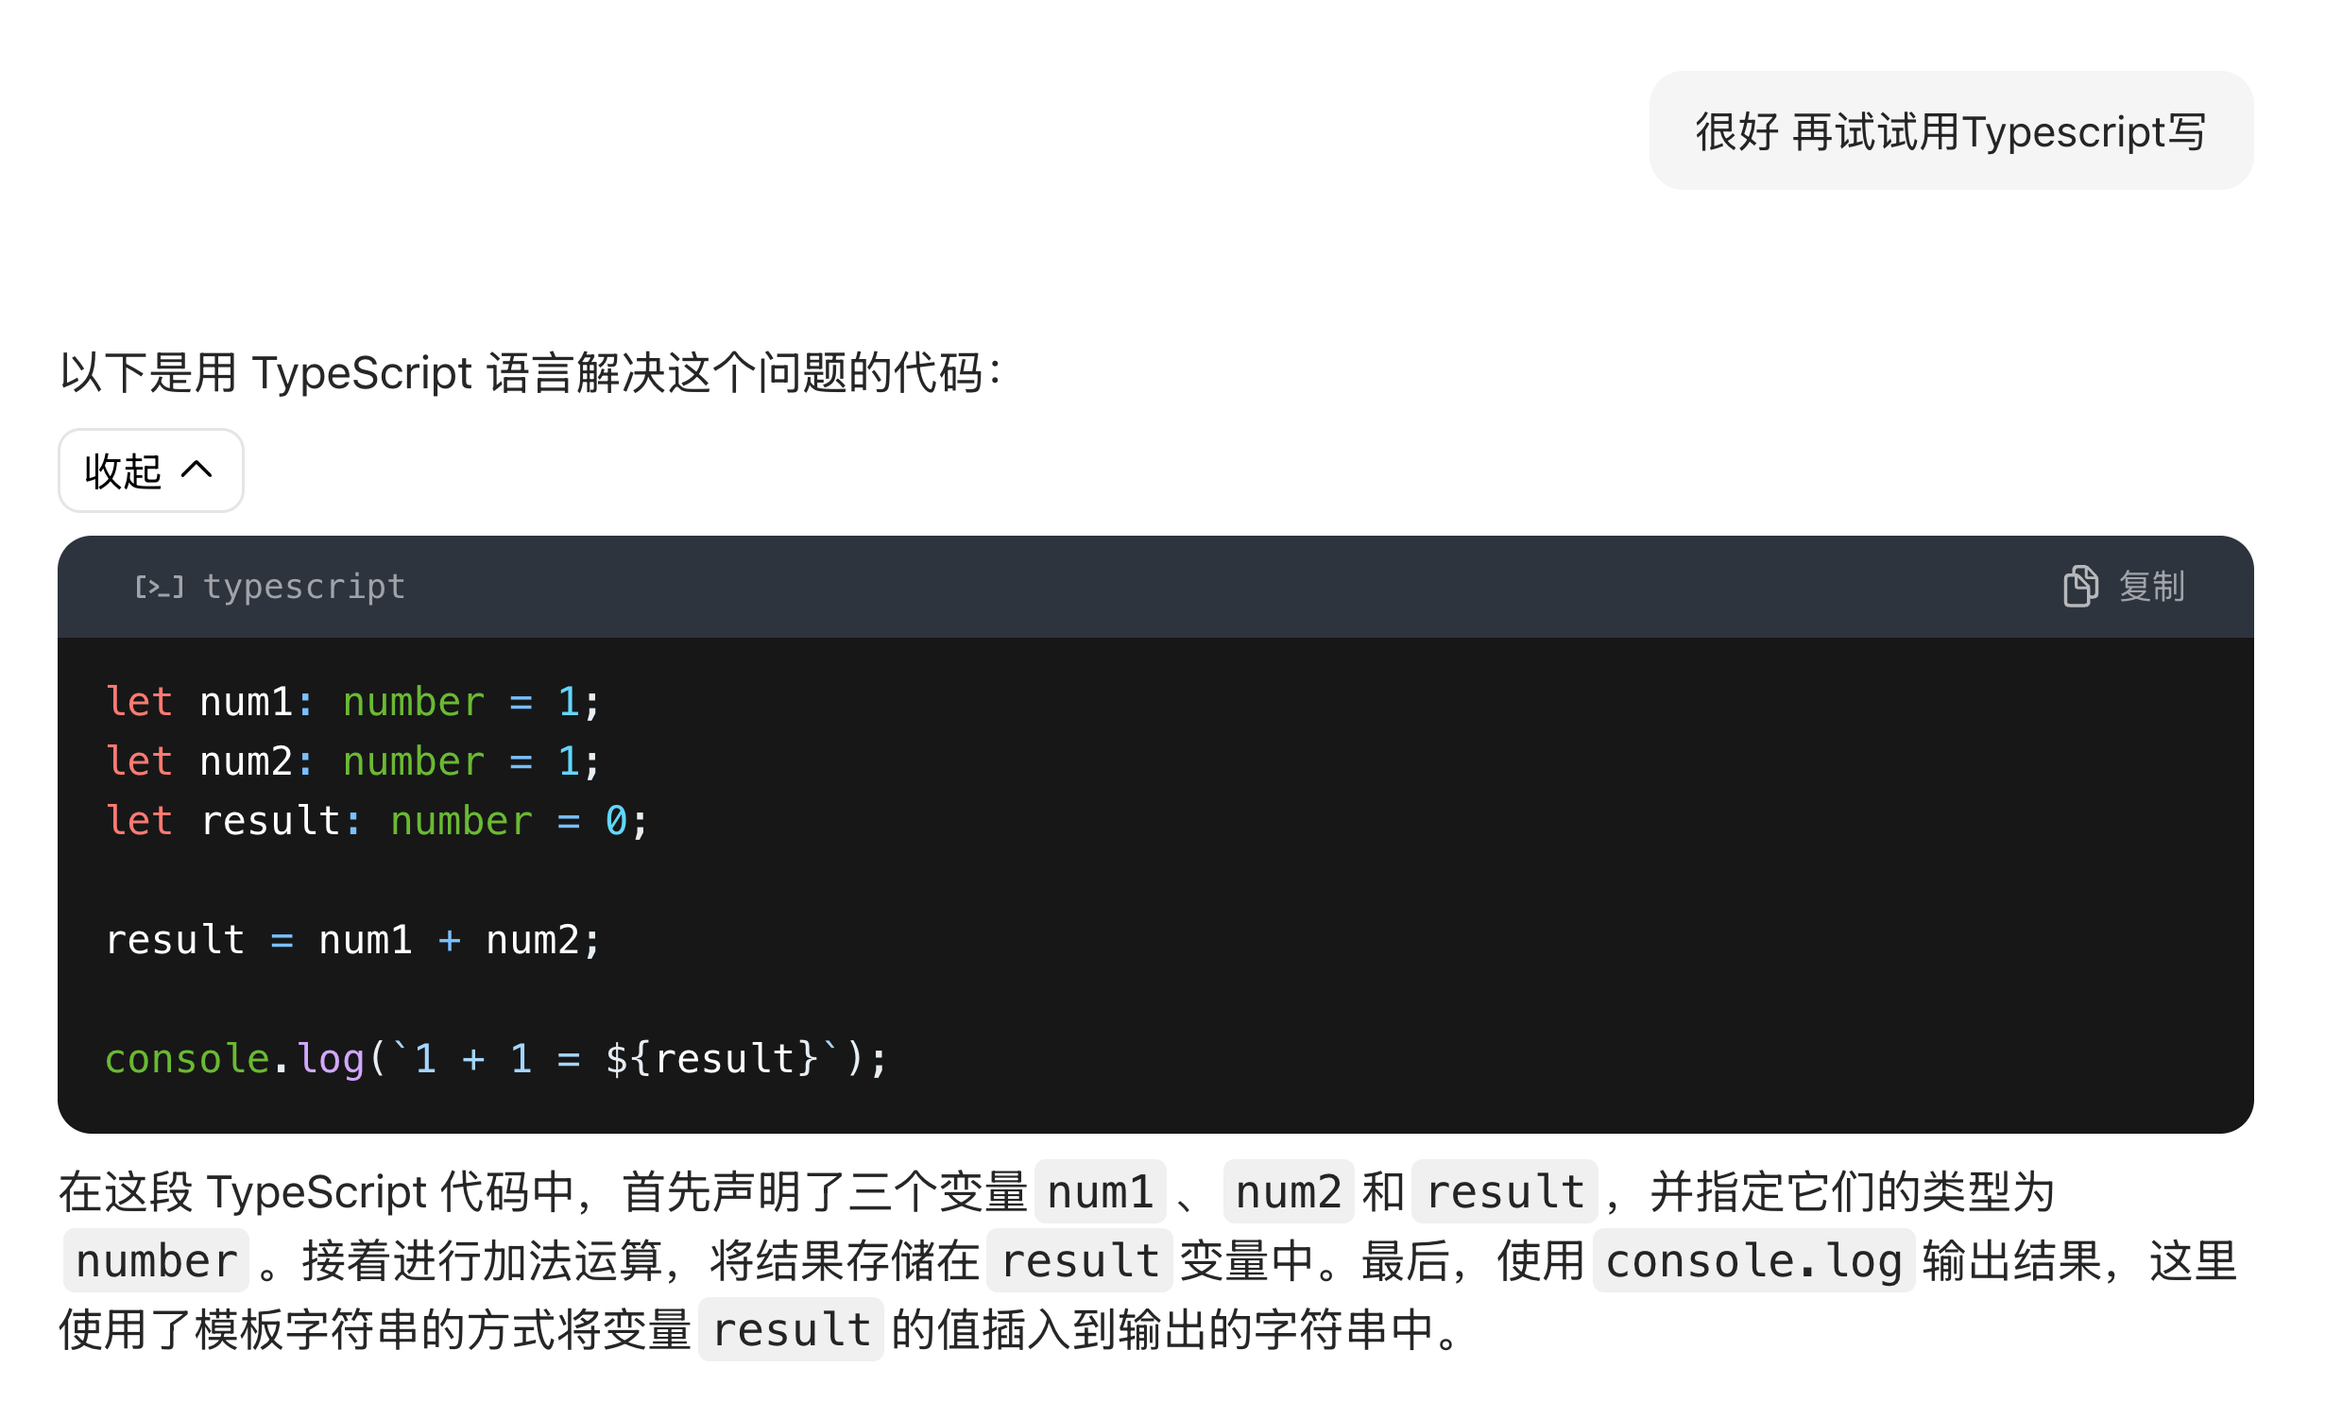 很好 再试试用Typescript写
以下是用 TypeScript 语言解决这个问题的代码：
收起
typescript
复制
let num1: number = 1;
let num2: number = 1;
let result: number = 0;
result = num1 + num2;
console.log(`1 + 1 = ${result}`);
在这段 TypeScript 代码中，首先声明了三个变量 num1 、 num2 和 result ，并指定它们的类型为
number 。接着进行加法运算，将结果存储在 result 变量中。最后，使用 console.log 输出结果，这里
使用了模板字符串的方式将变量 result 的值插入到输出的字符串中。